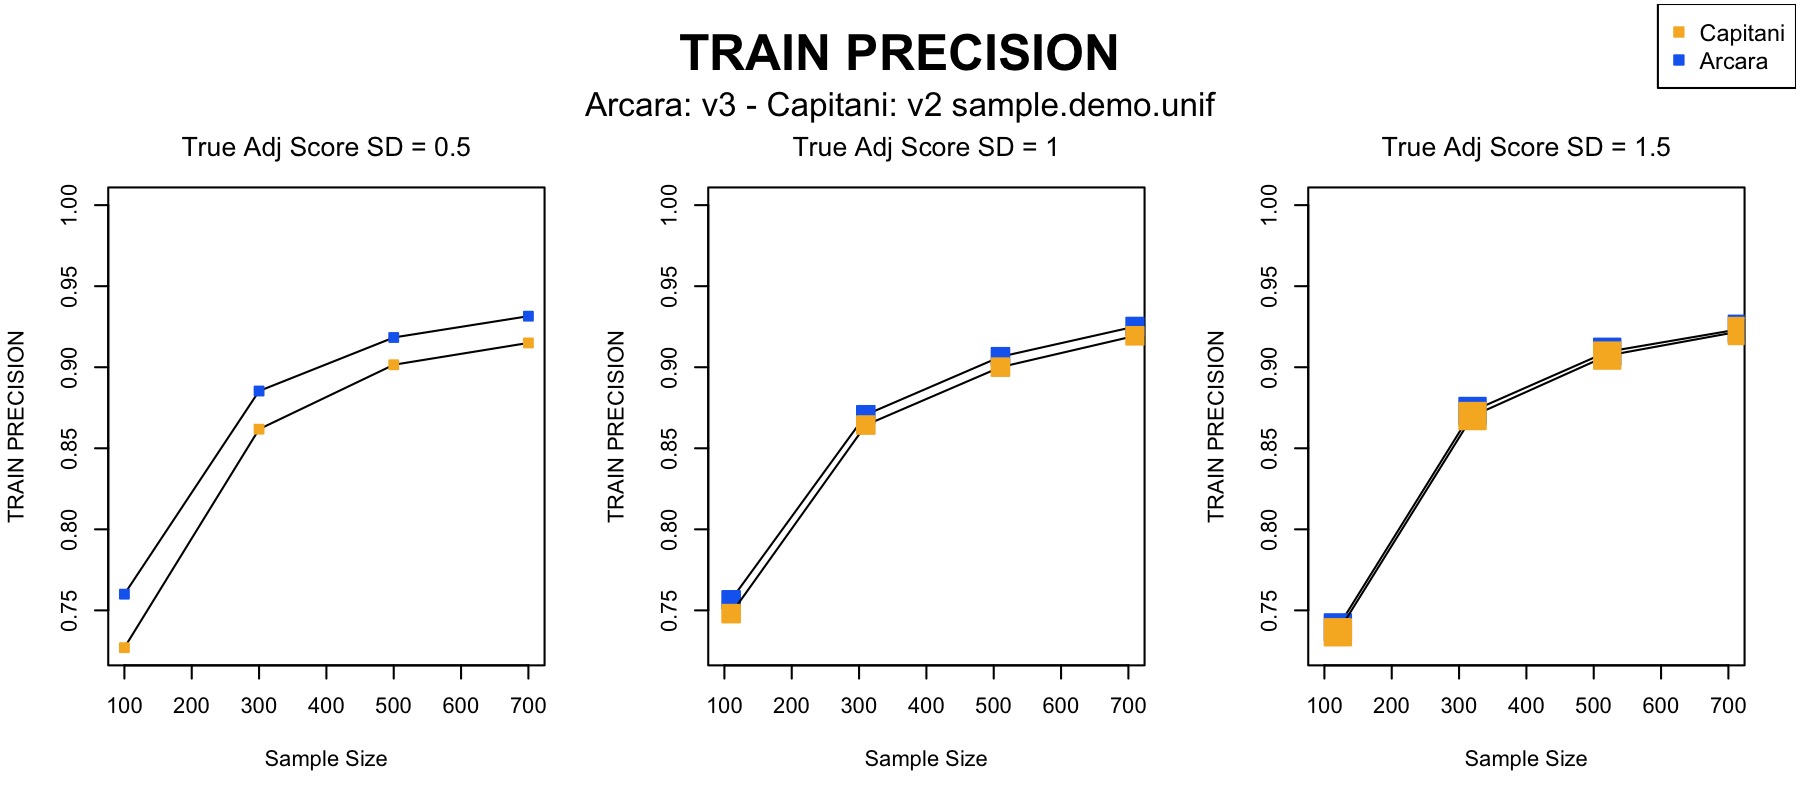 TRAIN PRECISION
Arcara: v3 - Capitani: v2 sample.demo.unif
Capitani
Arcara
True Adj Score SD = 0.5
1.00
0.95
0.90
0.85
0.80
0.75
TRAIN PRECISION
100 200 300 400 500 600 700
Sample Size
True Adj Score SD = 1
1.00
0.95
0.90
0.85
0.80
0.75
TRAIN PRECISION
100 200 300 400 500 600 700
Sample Size
True Adj Score SD = 1.5
1.00
0.95
0.90
0.85
0.80
0.75
TRAIN PRECISION
100 200 300 400 500 600 700
Sample Size